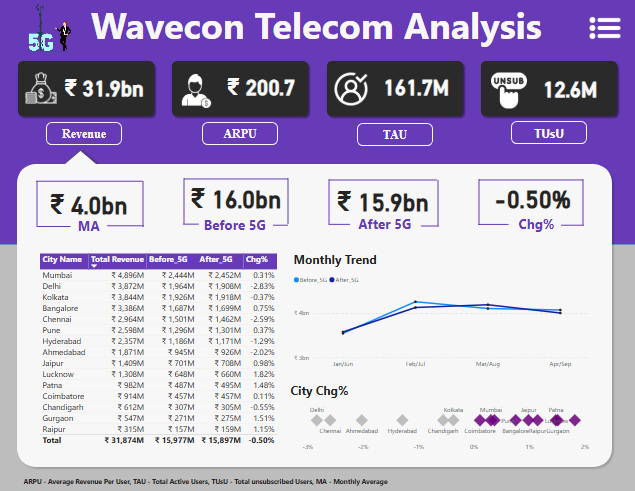 Wavecon Telecom Analysis
5G
₹ 31.9bn
₹ 200.7
161.7M
UNSUB
12.6M
Revenue
ARPU
TAU
TUsU
₹ 4.0bn
MA
₹ 16.0bn
Before 5G
₹ 15.9bn
After 5G
-0.50%
Chg%
City Name Total Revenue Before_5G After_5G Chg%
Mumbai ₹ 4,896M ₹ 2,444M ₹ 2,452M 0.31%
Delhi ₹ 3,872M ₹ 1,964M ₹ 1,908M -2.83%
Kolkata ₹ 3,844M ₹ 1,926M ₹ 1,918M -0.37%
Bangalore ₹ 3,386M ₹ 1,687M ₹ 1,699M 0.75%
Chennai ₹ 2,964M ₹ 1,501M ₹ 1,462M -2.59%
Pune ₹ 2,598M ₹ 1,296M ₹ 1,301M 0.37%
Hyderabad ₹ 2,357M ₹ 1,186M ₹ 1,171M -1.29%
Ahmedabad ₹ 1,871M ₹ 945M ₹ 926M -2.02%
Jaipur ₹ 1,409M ₹ 701M ₹ 708M 0.98%
Lucknow ₹ 1,308M ₹ 648M ₹ 660M 1.82%
Patna ₹ 982M ₹ 487M ₹ 495M 1.48%
Coimbatore ₹ 914M ₹ 457M ₹ 457M 0.11%
Chandigarh ₹ 612M ₹ 307M ₹ 305M -0.55%
Gurgaon ₹ 547M ₹ 271M ₹ 275M 1.51%
Raipur ₹ 315M ₹ 157M ₹ 159M 1.15%
Total ₹ 31,874M ₹ 15,977M ₹ 15,897M -0.50%
Monthly Trend
Before_5G After_5G
₹ 4bn
₹ 3bn
Jan/Jun Feb/Jul Mar/Aug Apr/Sep
City Chg%
Delhi Kolkata Mumbai Jaipur Patna
Chennai Ahmedabad Hyderabad Chandigarh Coimbatore Bangalore Raipur Gurgaon
-3% -2% -1% 0% 1% 2%
ARPU - Average Revenue Per User, TAU - Total Active Users, TUsU - Total unsubscribed Users, MA - Monthly Average